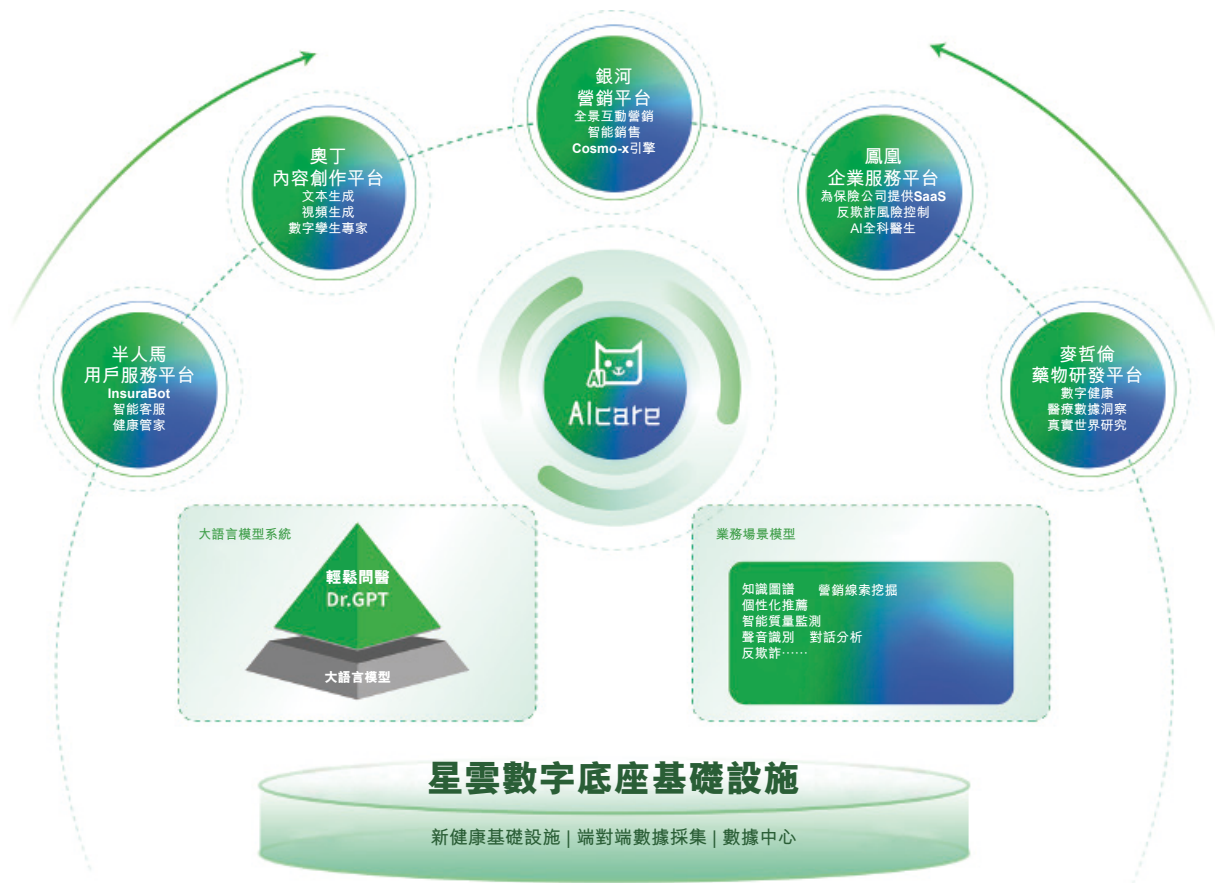 銀河
營銷平台
全景互動營銷
智能銷售
Cosmo-x引擎
奧丁
內容創作平台
文本生成
視頻生成
數字孿生專家
鳳凰
企業服務平台
為保險公司提供SaaS
反欺詐風險控制
AI全科醫生
半人馬
用戶服務平台
InsuraBot
智能客服
健康管家
AI
AIcare
麥哲倫
藥物研發平台
數字健康
醫療數據洞察
真實世界研究
大語言模型系統
輕鬆問醫
Dr.GPT
大語言模型
業務場景模型
知識圖譜 營銷線索挖掘
個性化推薦
智能質量監測
聲音識別 對話分析
反欺詐……
星雲數字底座基礎設施
新健康基礎設施 | 端對端數據採集 | 數據中心